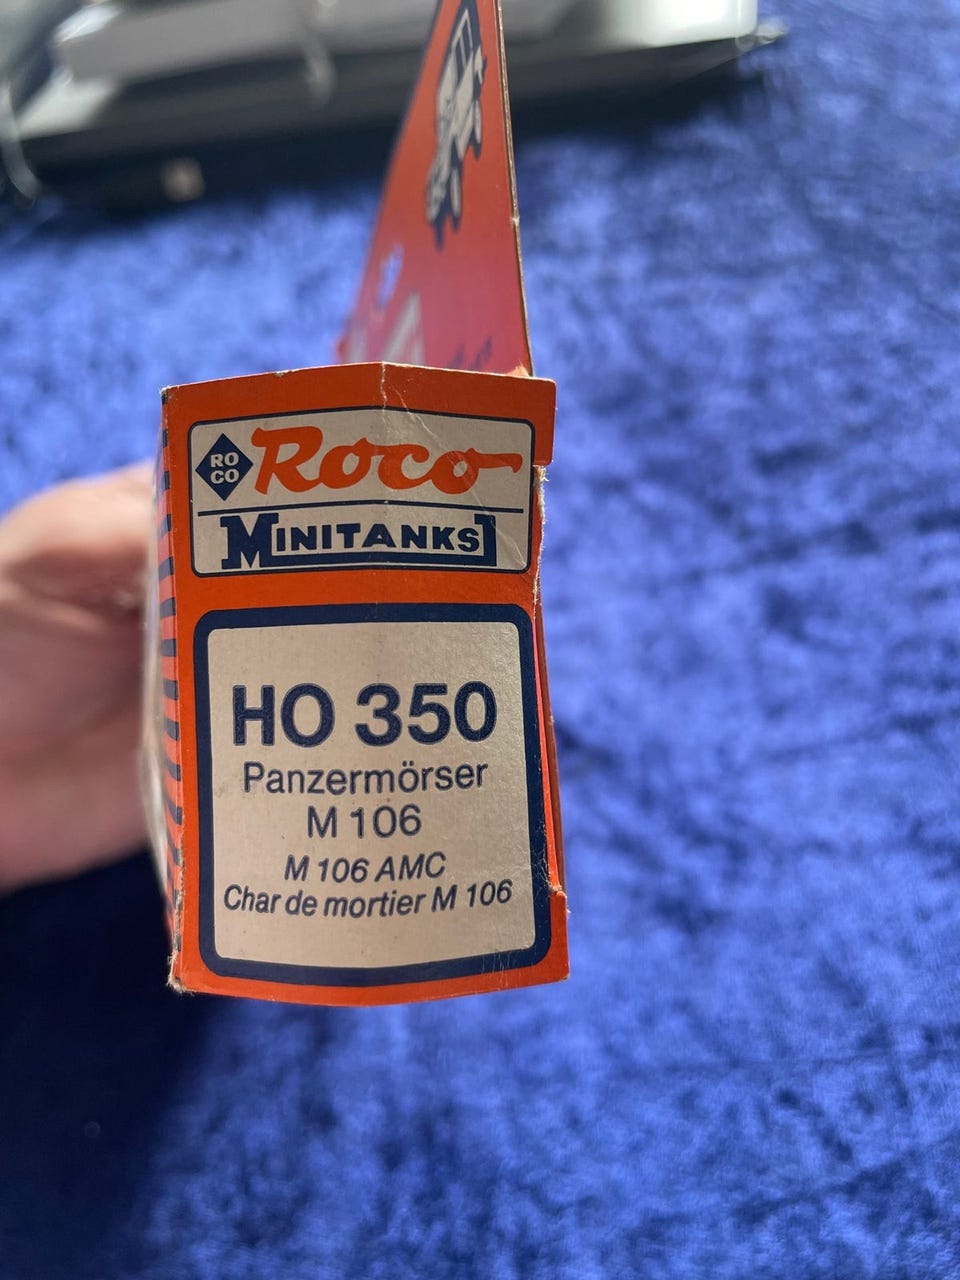 RO
CO
Roco
MINITANKS
HO 350
Panzermörser
M 106
M 106 AMC
Char de mortier M 106